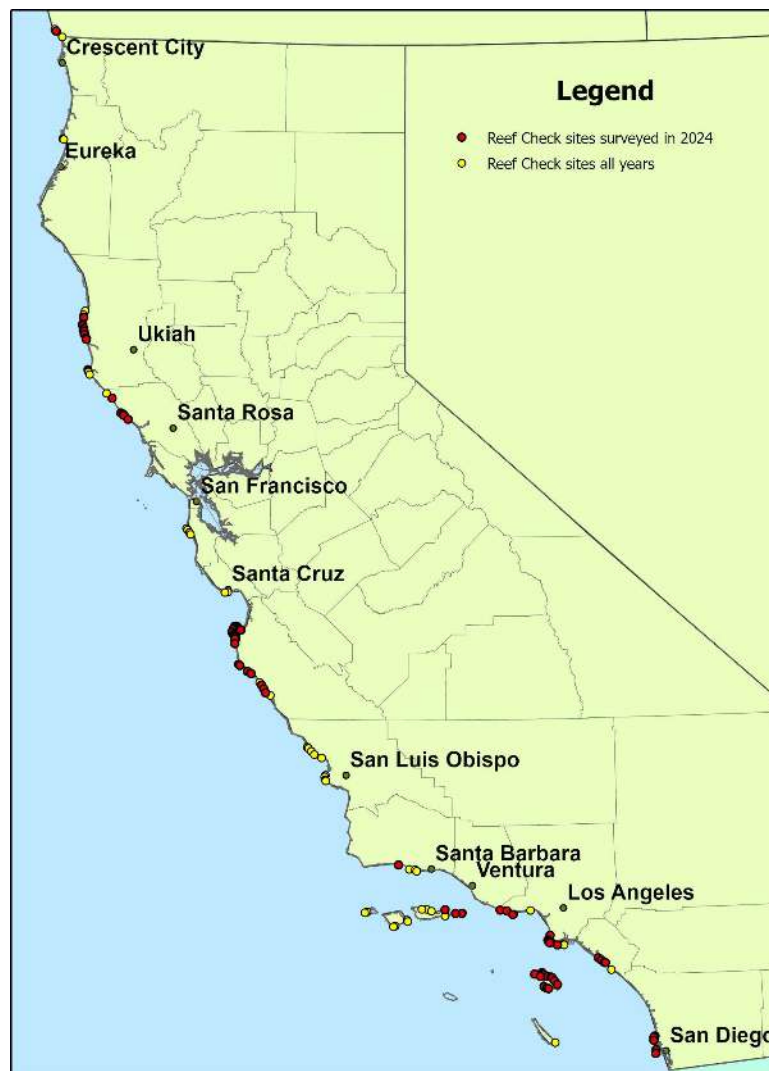 Crescent City
Legend
Reef Check sites surveyed in 2024
Eureka
Reef Check sites all years
Ukiah
Santa Rosa
San Francisco
Santa Cruz
San Luis Obispo
Santa Barbara
Ventura
Los Angeles
San Diego